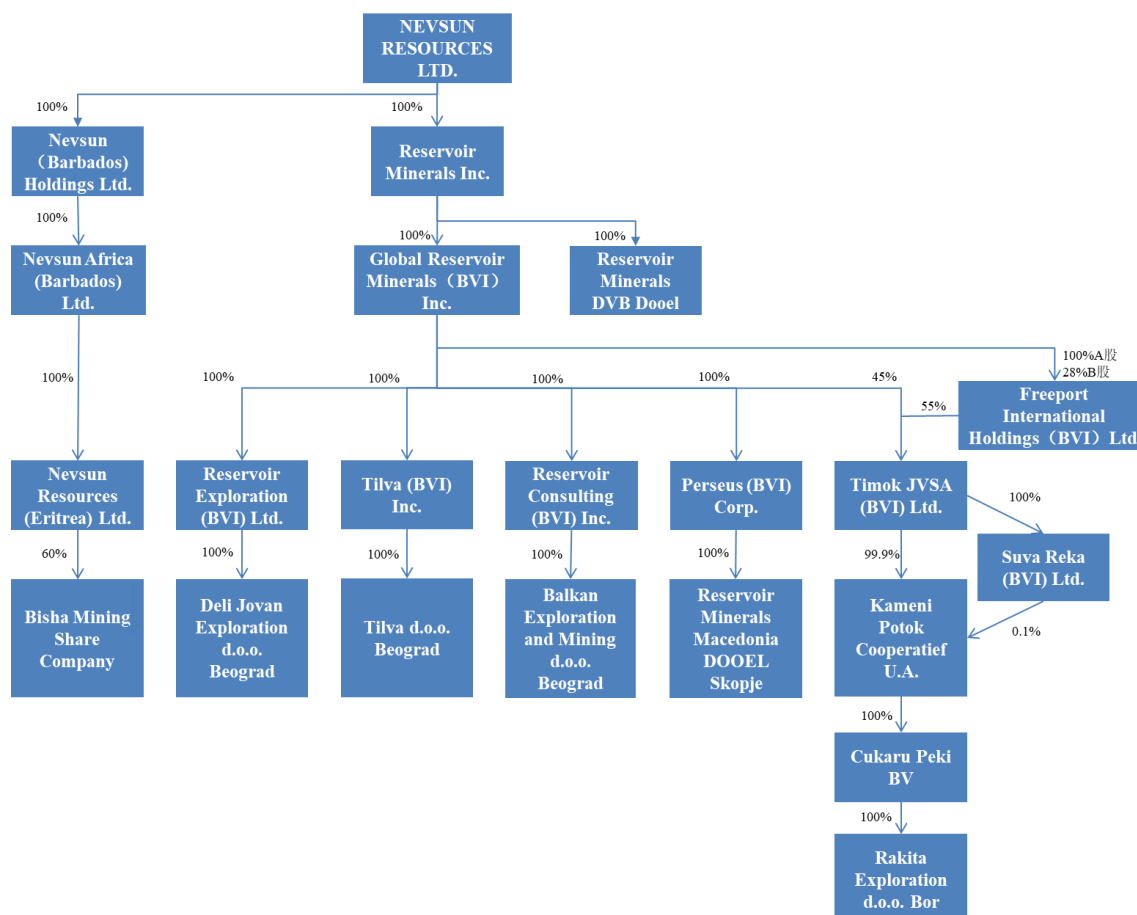 NEVSUN
RESOURCES
LTD.
100%
100%
Nevsun
（Barbados)
Holdings Ltd.
Reservoir
Minerals Inc.
100%
100%
100%
Nevsun Africa
(Barbados)
Ltd.
Global Reservoir
Minerals（BVI）
Inc.
Reservoir
Minerals
DVB Dooel
100%A股
28%B股
100%
100%
100%
100%
100%
45%
55%
Freeport
International
Holdings（BVI）Ltd
Nevsun
Resources
(Eritrea) Ltd.
Reservoir
Exploration
(BVI) Ltd.
Tilva (BVI)
Inc.
Reservoir
Consulting
(BVI) Inc.
Perseus (BVI)
Corp.
Timok JVSA
(BVI) Ltd.
100%
60%
100%
100%
100%
100%
99.9%
Suva Reka
(BVI) Ltd.
Bisha Mining
Share
Company
Deli Jovan
Exploration
d.o.o.
Beograd
Tilva d.o.o.
Beograd
Balkan
Exploration
and Mining
d.o.o.
Beograd
Reservoir
Minerals
Macedonia
DOOEL
Skopje
Kameni
Potok
Cooperatief
U.A.
0.1%
100%
Cukaru Peki
BV
100%
Rakita
Exploration
d.o.o. Bor